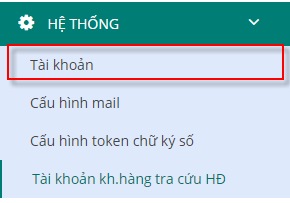 HỆ THỐNG
Tài khoản
Cấu hình mail
Cấu hình token chữ ký số
Tài khoản kh.hàng tra cứu HĐ